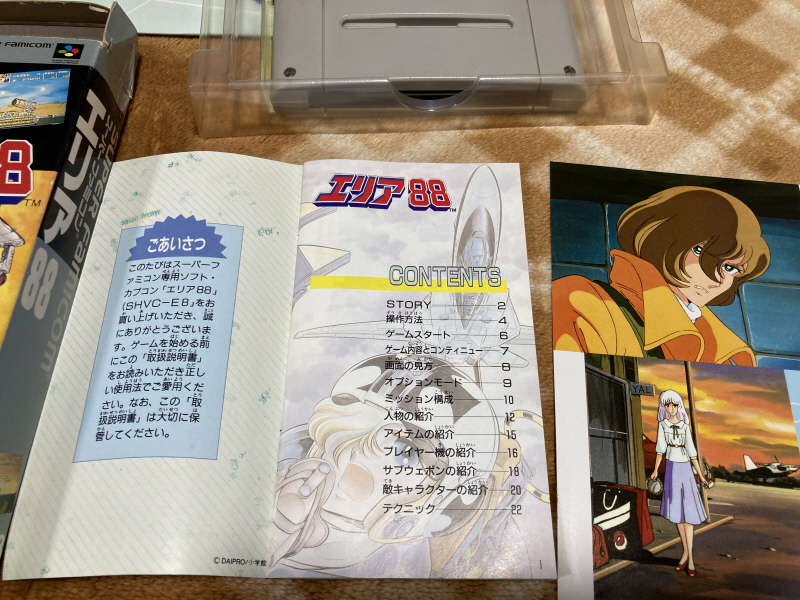 FAMICOM
SUPER Famicom
エリア 88
88
TM
ごあいさつ
このたびはスーパーフ
ァミコン専用ソフト・
カプコン「エリア88」
(SHVC-E8)をお
買い上げいただき、誠
にありがとうございま
す。ゲームを始める前
にこの「取扱説明書」
をお読みいただき正し
い使用法でご愛用くだ
さい。なお、この「取
扱説明書」は大切に保
管してください。
©DAIPRO/小学館
エリア 88 TM
CONTENTS
STORY 2
操作方法 4
ゲームスタート 6
ゲーム内容とコンティニュー 7
画面の見方 8
オプションモード 9
ミッション構成 10
人物の紹介 12
アイテムの紹介 15
プレイヤー機の紹介 16
サブウェポンの紹介 18
敵キャラクターの紹介 20
テクニック 22
1
YAL